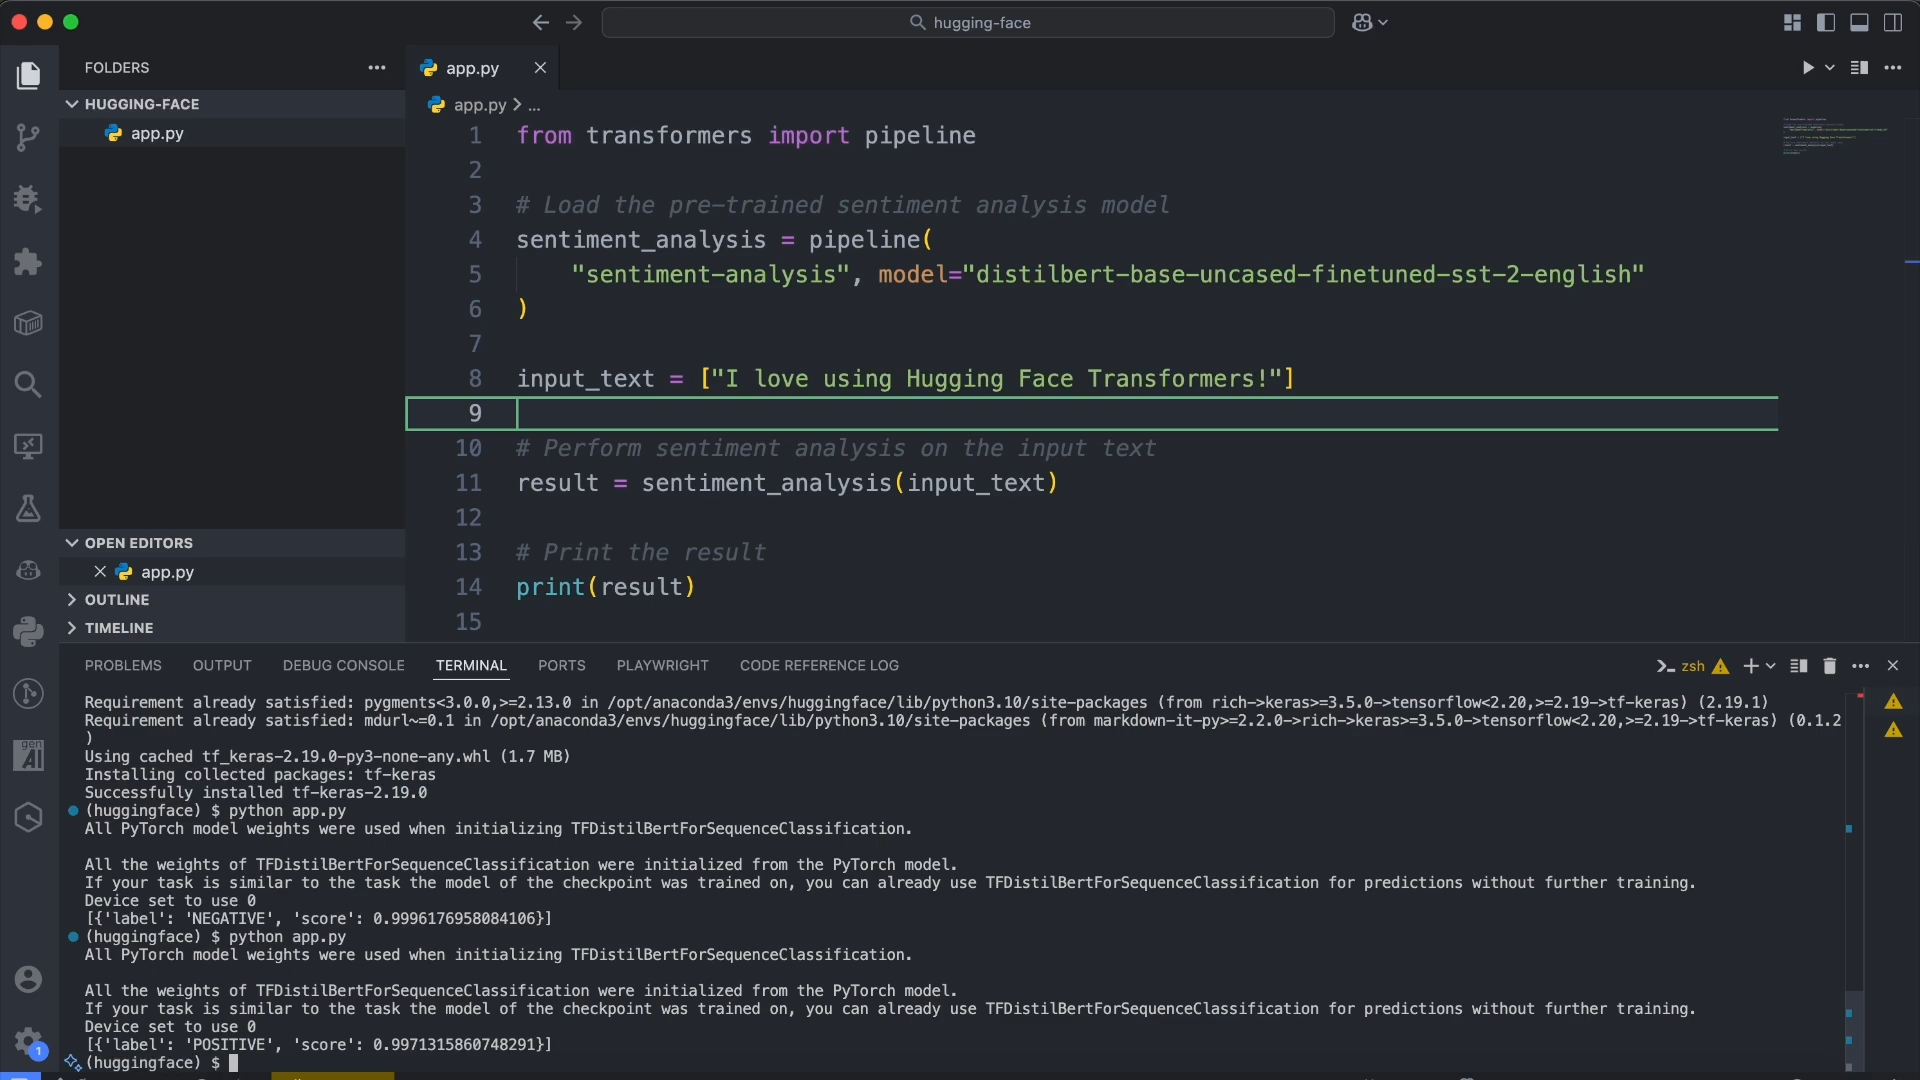 hugging-face
FOLDERS
HUGGING-FACE
app.py
OPEN EDITORS
app.py
OUTLINE
TIMELINE
app.py
app.py > ...
1 from transformers import pipeline
2
3 # Load the pre-trained sentiment analysis model
4 sentiment_analysis = pipeline(
5 "sentiment-analysis", model="distilbert-base-uncased-finetuned-sst-2-english"
6 )
7
8 input_text = ["I love using Hugging Face Transformers!"]
9
10 # Perform sentiment analysis on the input text
11 result = sentiment_analysis(input_text)
12
13 # Print the result
14 print(result)
15
PROBLEMS OUTPUT DEBUG CONSOLE TERMINAL PORTS PLAYWRIGHT CODE REFERENCE LOG
zsh
Requirement already satisfied: pygments<3.0.0,>=2.13.0 in /opt/anaconda3/envs/huggingface/lib/python3.10/site-packages (from rich->keras>=3.5.0->tensorflow<2.20,>=2.19->tf-keras) (2.19.1)
Requirement already satisfied: mdurl~=0.1 in /opt/anaconda3/envs/huggingface/lib/python3.10/site-packages (from markdown-it-py>=2.2.0->rich->keras>=3.5.0->tensorflow<2.20,>=2.19->tf-keras) (0.1.2
)
Using cached tf_keras-2.19.0-py3-none-any.whl (1.7 MB)
Installing collected packages: tf-keras
Successfully installed tf-keras-2.19.0
(huggingface) $ python app.py
All PyTorch model weights were used when initializing TFDistilBertForSequenceClassification.
All the weights of TFDistilBertForSequenceClassification were initialized from the PyTorch model.
If your task is similar to the task the model of the checkpoint was trained on, you can already use TFDistilBertForSequenceClassification for predictions without further training.
Device set to use 0
[{'label': 'NEGATIVE', 'score': 0.9996176958084106}]
(huggingface) $ python app.py
All PyTorch model weights were used when initializing TFDistilBertForSequenceClassification.
All the weights of TFDistilBertForSequenceClassification were initialized from the PyTorch model.
If your task is similar to the task the model of the checkpoint was trained on, you can already use TFDistilBertForSequenceClassification for predictions without further training.
Device set to use 0
[{'label': 'POSITIVE', 'score': 0.9971315860748291}]
(huggingface) $
gen
AI
1